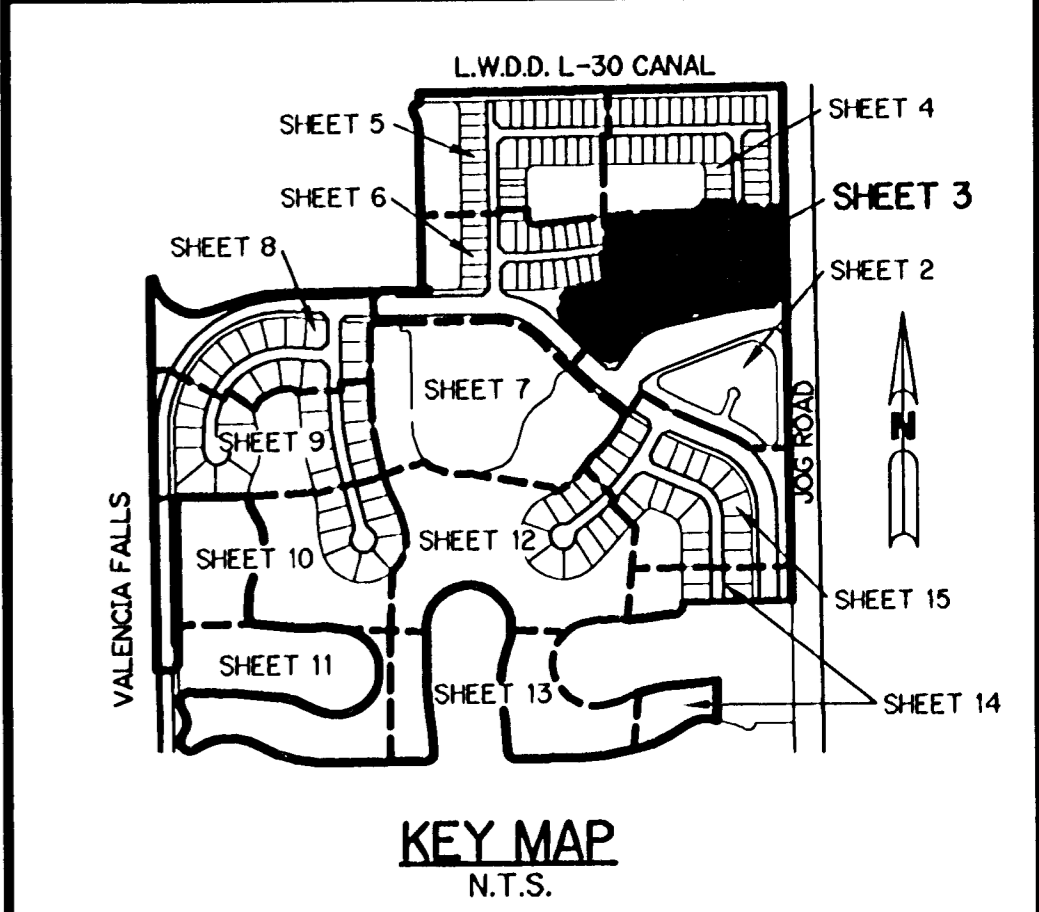 L.W.D.D. L-30 CANAL
SHEET 5
SHEET 4
SHEET 6
SHEET 3
SHEET 8
SHEET 2
SHEET 7
N
SHEET 9
JOG ROAD
VALENCIA FALLS
SHEET 10
SHEET 12
SHEET 15
SHEET 11
SHEET 13
SHEET 14
KEY MAP
N.T.S.